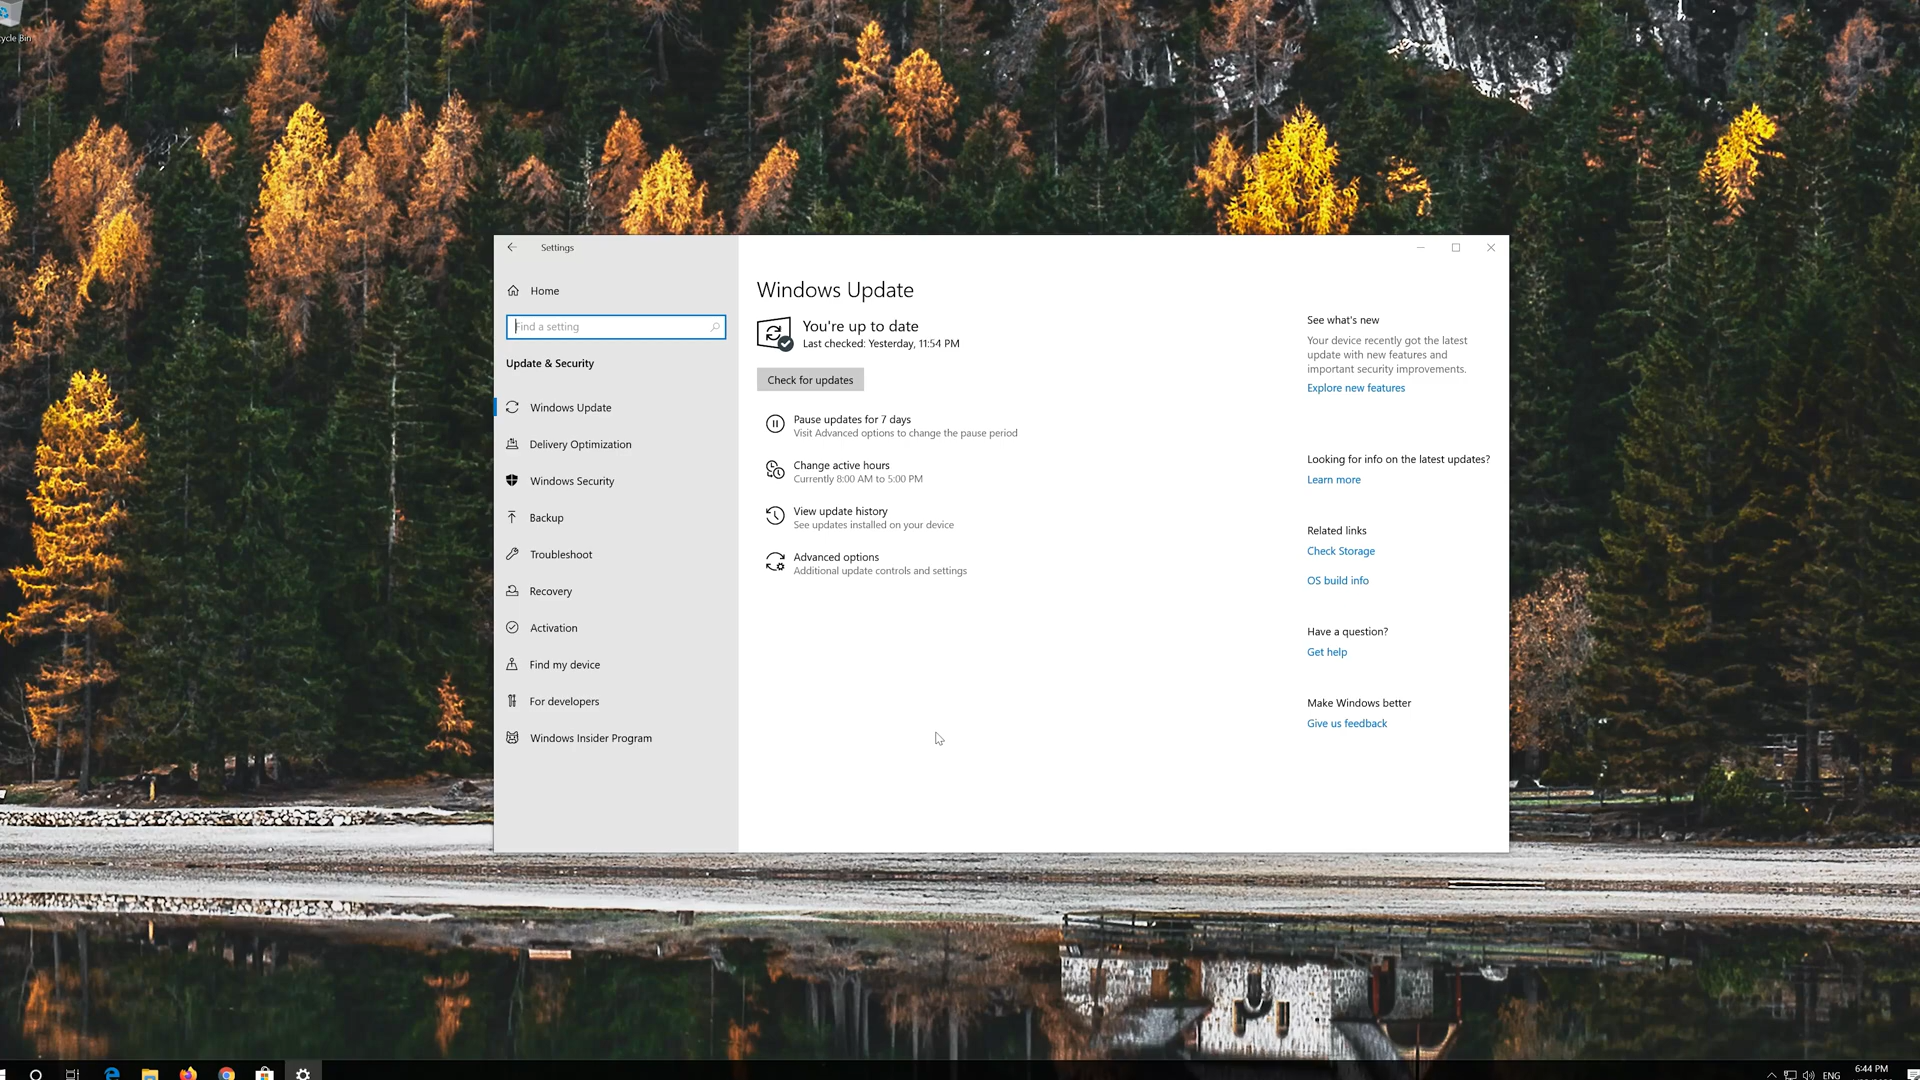 cycle Bin
Settings
Home
Find a setting
Update & Security
Windows Update
Delivery Optimization
Windows Security
Backup
Troubleshoot
Recovery
Activation
Find my device
For developers
Windows Insider Program
Windows Update
You're up to date
Last checked: Yesterday, 11:54 PM
Check for updates
Pause updates for 7 days
Visit Advanced options to change the pause period
Change active hours
Currently 8:00 AM to 5:00 PM
View update history
See updates installed on your device
Advanced options
Additional update controls and settings
See what's new
Your device recently got the latest
update with new features and
important security improvements.
Explore new features
Looking for info on the latest updates?
Learn more
Related links
Check Storage
OS build info
Have a question?
Get help
Make Windows better
Give us feedback
ENG
6:44 PM